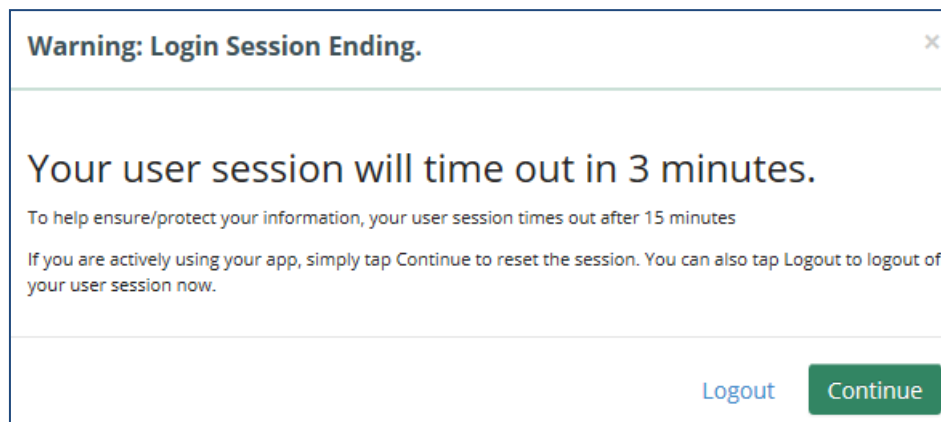 Warning: Login Session Ending.
×
Your user session will time out in 3 minutes.
To help ensure/protect your information, your user session times out after 15 minutes
If you are actively using your app, simply tap Continue to reset the session. You can also tap Logout to logout of
your user session now.
Logout Continue